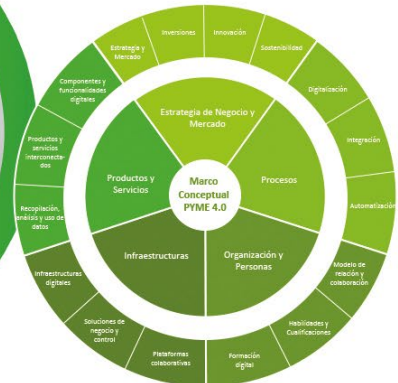 Estrategia y
Mercado
Inversiones
Innovación
Sostenibilidad
Digitalización
Integración
Automatización
Modelo de
relación y
colaboración
Habilidades y
Cualificaciones
Formación
digital
Plataformas
colaborativas
Soluciones de
negocio y
control
Infraestructuras
digitales
Recopilación,
análisis y uso de
datos
Productos y
servicios
interconecta-
dos
Componentes y
funcionalidades
digitales
Estrategia de Negocio y
Mercado
Procesos
Organización y
Personas
Infraestructuras
Productos y
Servicios
Marco
Conceptual
PYME 4.0